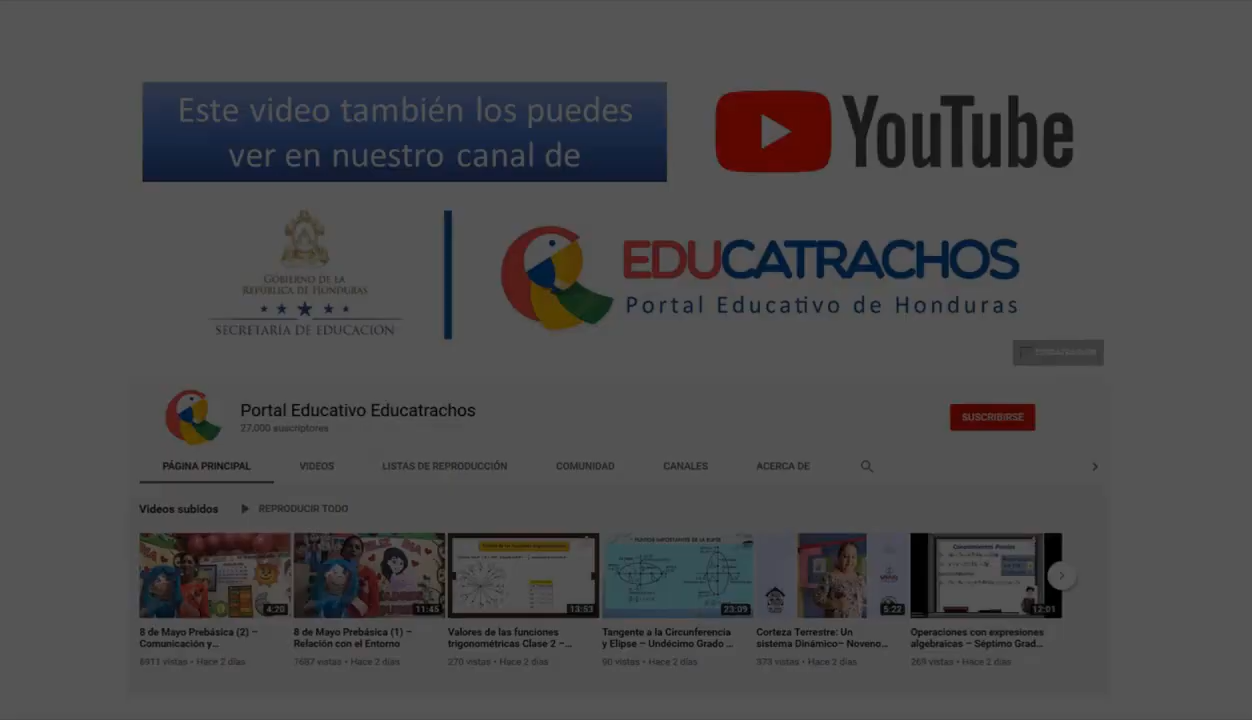 Este video también los puedes
ver en nuestro canal de
YouTube
GOBIERNO DE LA
REPÚBLICA DE HONDURAS
SECRETARÍA DE EDUCACIÓN
EDUCATRACHOS
Portal Educativo de Honduras
Portal Educativo Educatrachos
27,000 suscriptores
SUSCRIBIRSE
PÁGINA PRINCIPAL VIDEOS LISTAS DE REPRODUCCIÓN COMUNIDAD CANALES ACERCA DE
Videos subidos REPRODUCIR TODO
4:20 11:45 13:53 23:09 5:22 12:01
8 de Mayo Prebásica (2) –
Comunicación y...
6911 vistas • Hace 2 días
8 de Mayo Prebásica (1) –
Relación con el Entorno
1687 vistas • Hace 2 días
Valores de las funciones
trigonométricas Clase 2 –...
270 vistas • Hace 2 días
Tangente a la Circunferencia
y Elipse – Undécimo Grado ...
90 vistas • Hace 2 días
Corteza Terrestre: Un
sistema Dinámico– Noveno...
373 vistas • Hace 2 días
Operaciones con expresiones
algebraicas – Séptimo Grad...
269 vistas • Hace 2 días